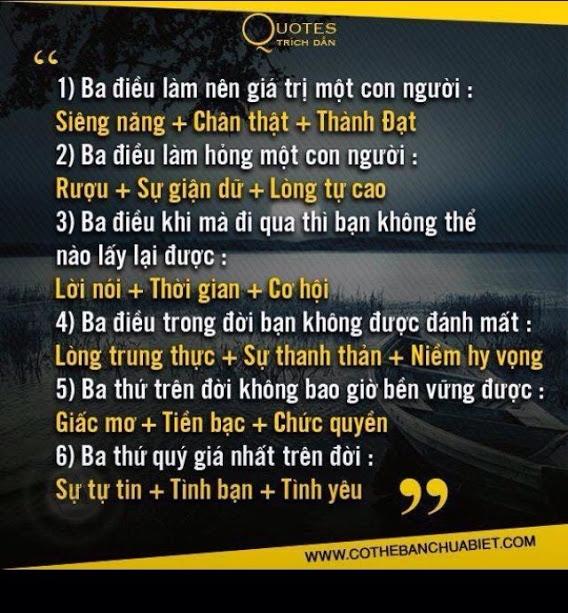 QUOTES
TRÍCH DẪN
“
1) Ba điều làm nên giá trị một con người :
Siêng năng + Chân thật + Thành Đạt
2) Ba điều làm hỏng một con người :
Rượu + Sự giận dữ + Lòng tự cao
3) Ba điều khi mà đi qua thì bạn không thể
nào lấy lại được :
Lời nói + Thời gian + Cơ hội
4) Ba điều trong đời bạn không được đánh mất :
Lòng trung thực + Sự thanh thản + Niềm hy vọng
5) Ba thứ trên đời không bao giờ bền vững được :
Giấc mơ + Tiền bạc + Chức quyền
6) Ba thứ quý giá nhất trên đời :
Sự tự tin + Tình bạn + Tình yêu
”
WWW.COTHEBANCHUABIET.COM